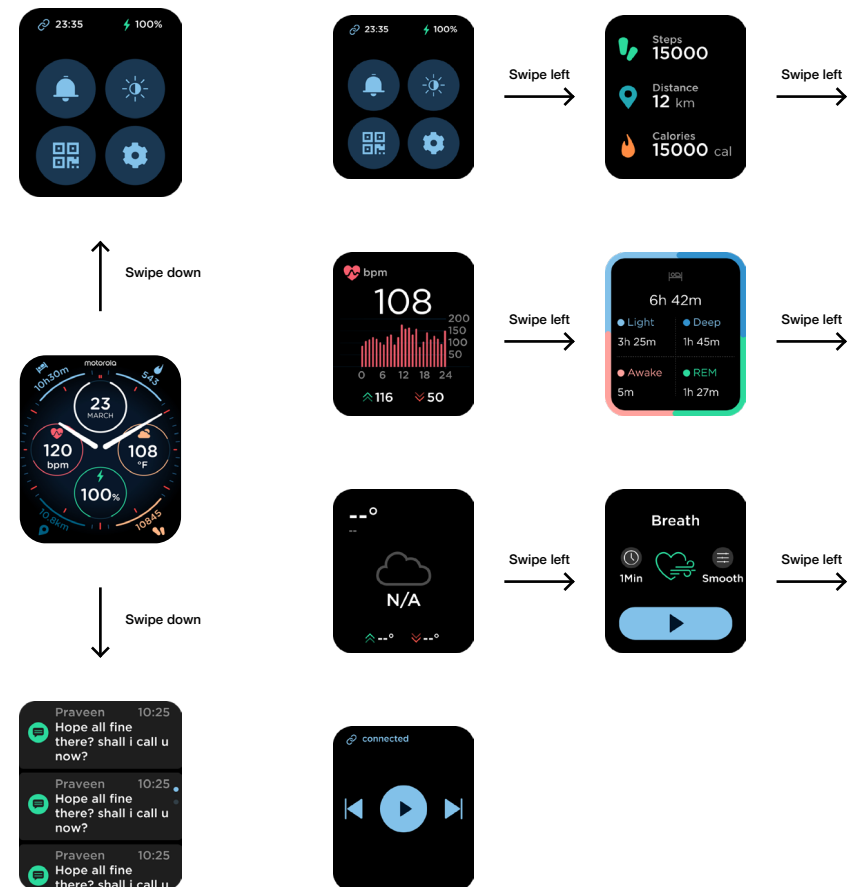 23:35
100%
Swipe down
motorola
10h30m
543
23
MARCH
120
bpm
108
°F
100%
10.8km
10845
Swipe down
Praveen 10:25
Hope all fine
there? shall i call u
now?
Praveen 10:25
Hope all fine
there? shall i call u
now?
Praveen 10:25
Hope all fine
there? shall i call u
23:35
100%
Swipe left
Steps
15000
Distance
12 km
Calories
15000 cal
Swipe left
bpm
108
200
150
100
50
0 6 12 18 24
116 50
Swipe left
6h 42m
Light Deep
3h 25m 1h 45m
Awake REM
5m 1h 27m
Swipe left
--°
--
N/A
--° --°
Swipe left
Breath
1Min Smooth
Swipe left
connected